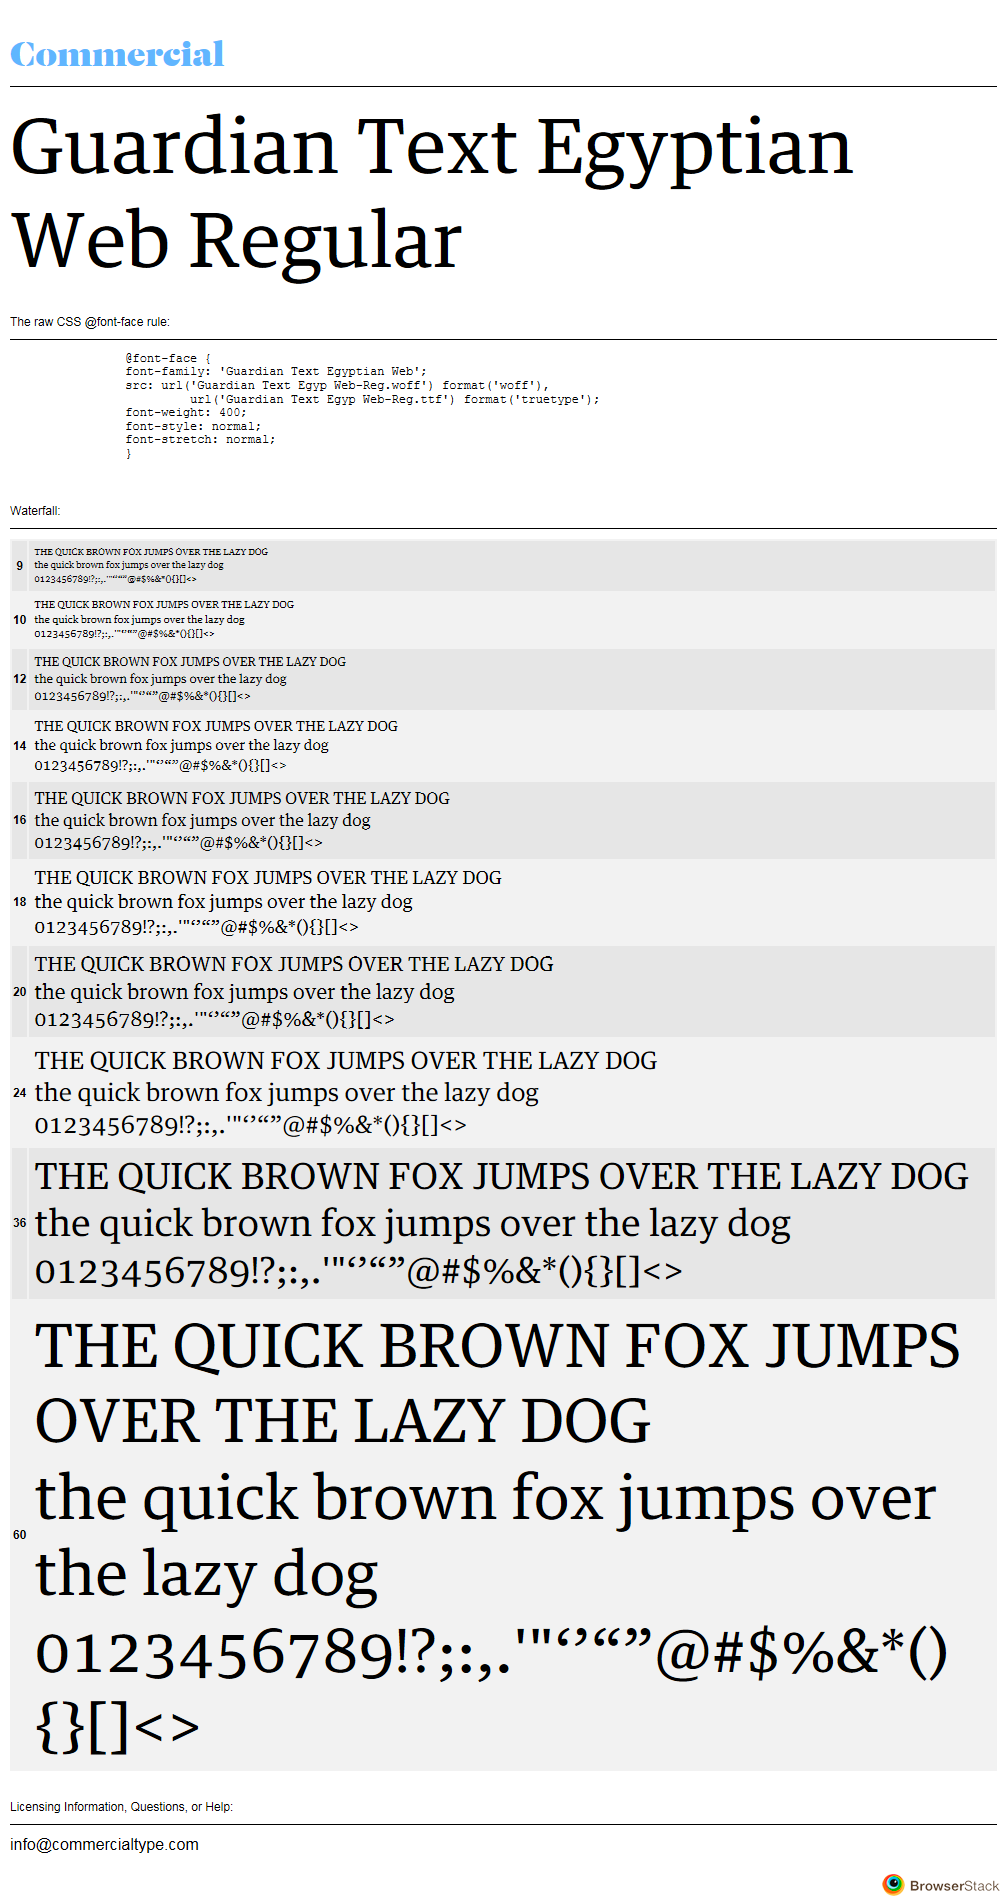 Commercial
Guardian Text Egyptian
Web Regular
The raw CSS @font-face rule:
@font-face {
font-family: 'Guardian Text Egyptian Web';
src: url('Guardian Text Egyp Web-Reg.woff') format('woff'),
url('Guardian Text Egyp Web-Reg.ttf') format('truetype');
font-weight: 400;
font-style: normal;
font-stretch: normal;
}
Waterfall:
THE QUICK BROWN FOX JUMPS OVER THE LAZY DOG
9 the quick brown fox jumps over the lazy dog
0123456789!?;:,.'"‘’“”@#$%&*(){}[]<>
THE QUICK BROWN FOX JUMPS OVER THE LAZY DOG
10 the quick brown fox jumps over the lazy dog
0123456789!?;:,.'"‘’“”@#$%&*(){}[]<>
THE QUICK BROWN FOX JUMPS OVER THE LAZY DOG
12 the quick brown fox jumps over the lazy dog
0123456789!?;:,.'"‘’“”@#$%&*(){}[]<>
THE QUICK BROWN FOX JUMPS OVER THE LAZY DOG
14 the quick brown fox jumps over the lazy dog
0123456789!?;:,.'"‘’“”@#$%&*(){}[]<>
THE QUICK BROWN FOX JUMPS OVER THE LAZY DOG
16 the quick brown fox jumps over the lazy dog
0123456789!?;:,.'"‘’“”@#$%&*(){}[]<>
THE QUICK BROWN FOX JUMPS OVER THE LAZY DOG
18 the quick brown fox jumps over the lazy dog
0123456789!?;:,.'"‘’“”@#$%&*(){}[]<>
THE QUICK BROWN FOX JUMPS OVER THE LAZY DOG
20 the quick brown fox jumps over the lazy dog
0123456789!?;:,.'"‘’“”@#$%&*(){}[]<>
THE QUICK BROWN FOX JUMPS OVER THE LAZY DOG
24 the quick brown fox jumps over the lazy dog
0123456789!?;:,.'"‘’“”@#$%&*(){}[]<>
THE QUICK BROWN FOX JUMPS OVER THE LAZY DOG
36 the quick brown fox jumps over the lazy dog
0123456789!?;:,.'"‘’“”@#$%&*(){}[]<>
THE QUICK BROWN FOX JUMPS
OVER THE LAZY DOG
the quick brown fox jumps over
60
the lazy dog
0123456789!?;:,.'"‘’“”@#$%&*()
{}[]<>
Licensing Information, Questions, or Help:
info@commercialtype.com
BrowserStack